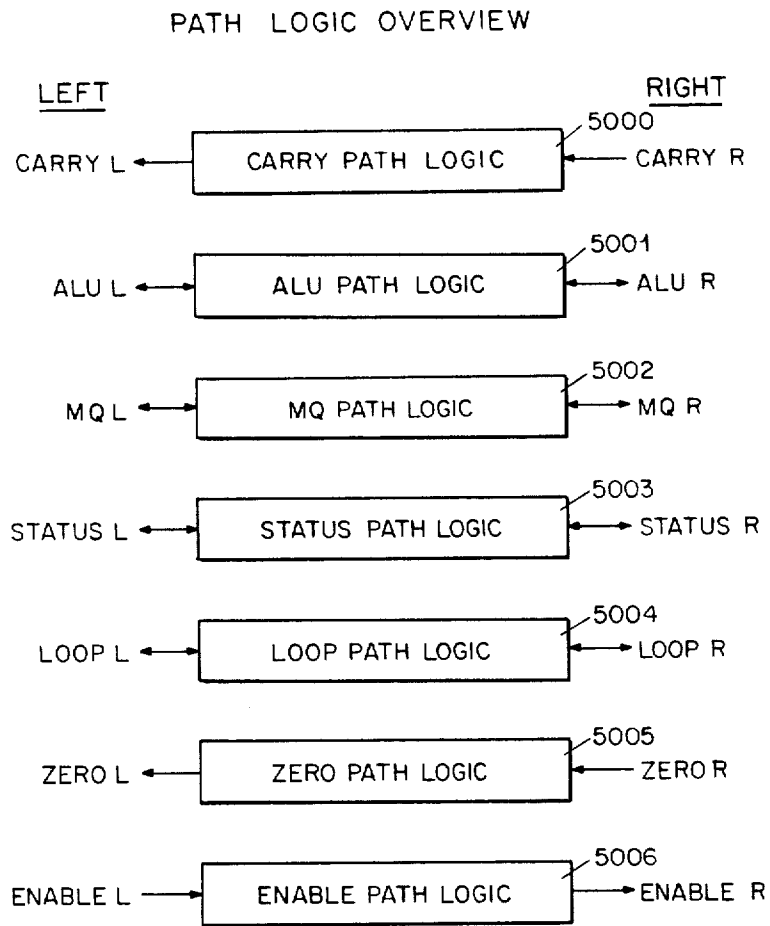 PATH LOGIC OVERVIEW
LEFT
RIGHT
5000
CARRY L
CARRY PATH LOGIC
CARRY R
5001
ALU L
ALU PATH LOGIC
ALU R
5002
MQ L
MQ PATH LOGIC
MQ R
5003
STATUS L
STATUS PATH LOGIC
STATUS R
5004
LOOP L
LOOP PATH LOGIC
LOOP R
5005
ZERO L
ZERO PATH LOGIC
ZERO R
5006
ENABLE L
ENABLE PATH LOGIC
ENABLE R